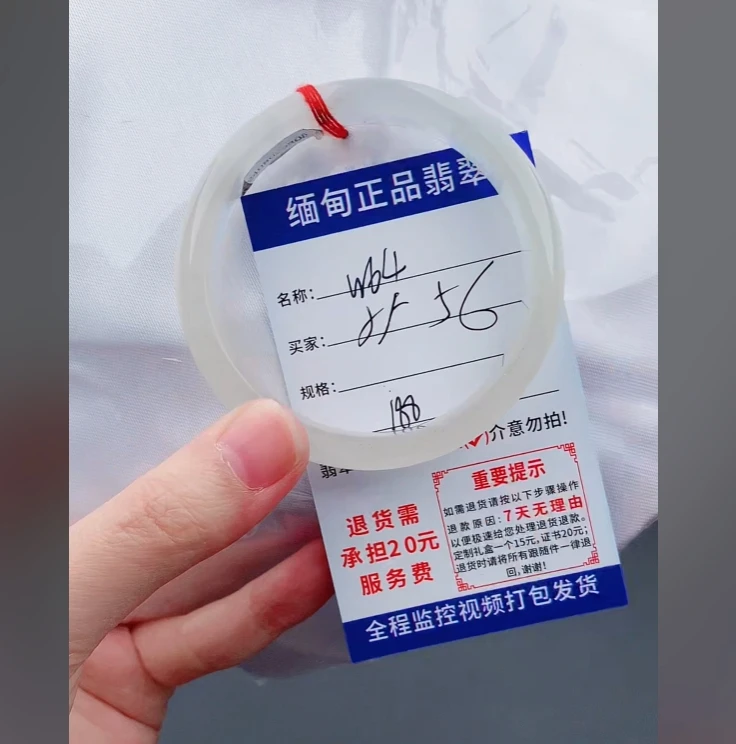 缅甸正品翡翠
名称: W64
买家: 56
规格:
188
(✓)介意勿拍!
翡翠
退货需
承担20元
服务费
重要提示
如需退货请按以下步骤操作
退款原因:7天无理由
以便极速给您处理退货退款。
定制礼盒一个15元,证书20元;
退货时请将所有跟随件一律退
回,谢谢!
全程监控视频打包发货